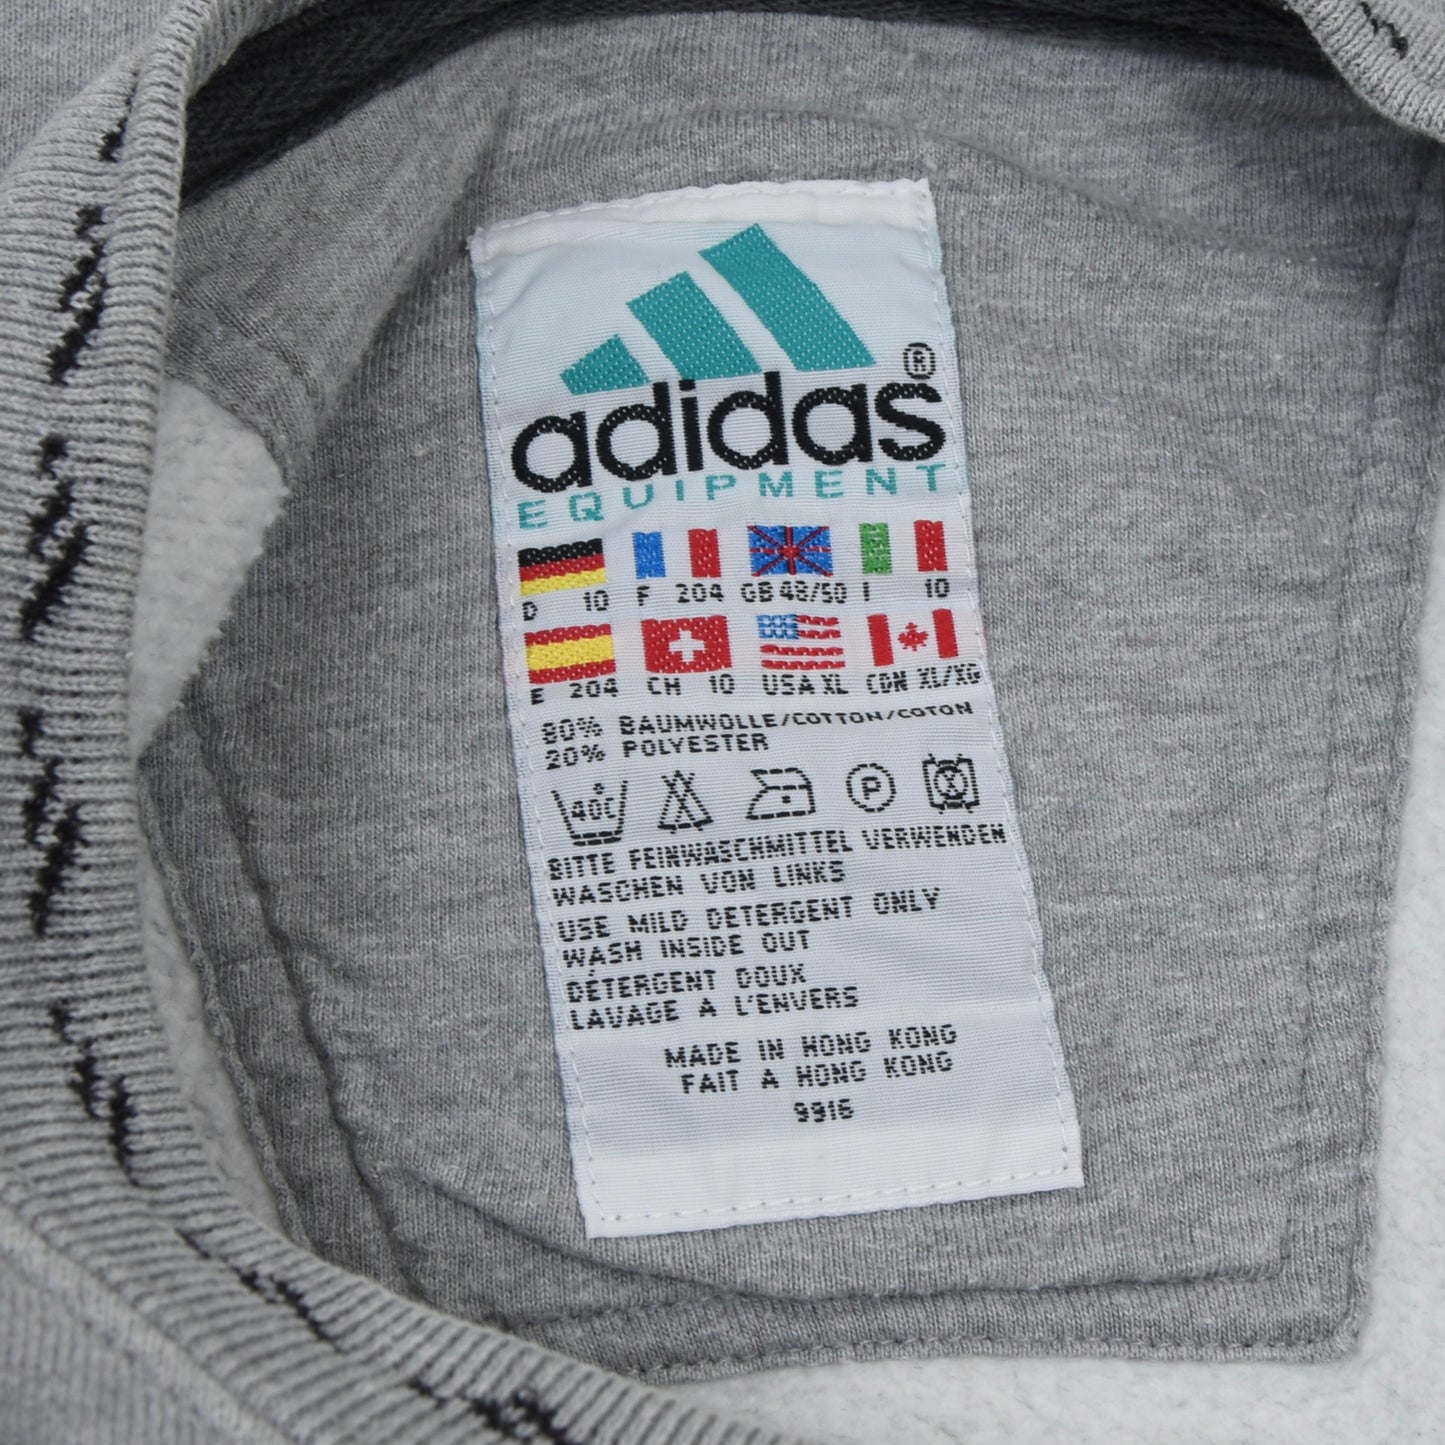 adidas®
EQUIPMENT
D 10 F 204 GB 48/50 I 10
E 204 CH 10 USA XL CDN XL/XG
80% BAUMWOLLE/COTTON/COTON
20% POLYESTER
40C P
BITTE FEINWASCHMITTEL VERWENDEN
WASCHEN VON LINKS
USE MILD DETERGENT ONLY
WASH INSIDE OUT
DÉTERGENT DOUX
LAVAGE A L'ENVERS
MADE IN HONG KONG
FAIT A HONG KONG
9916